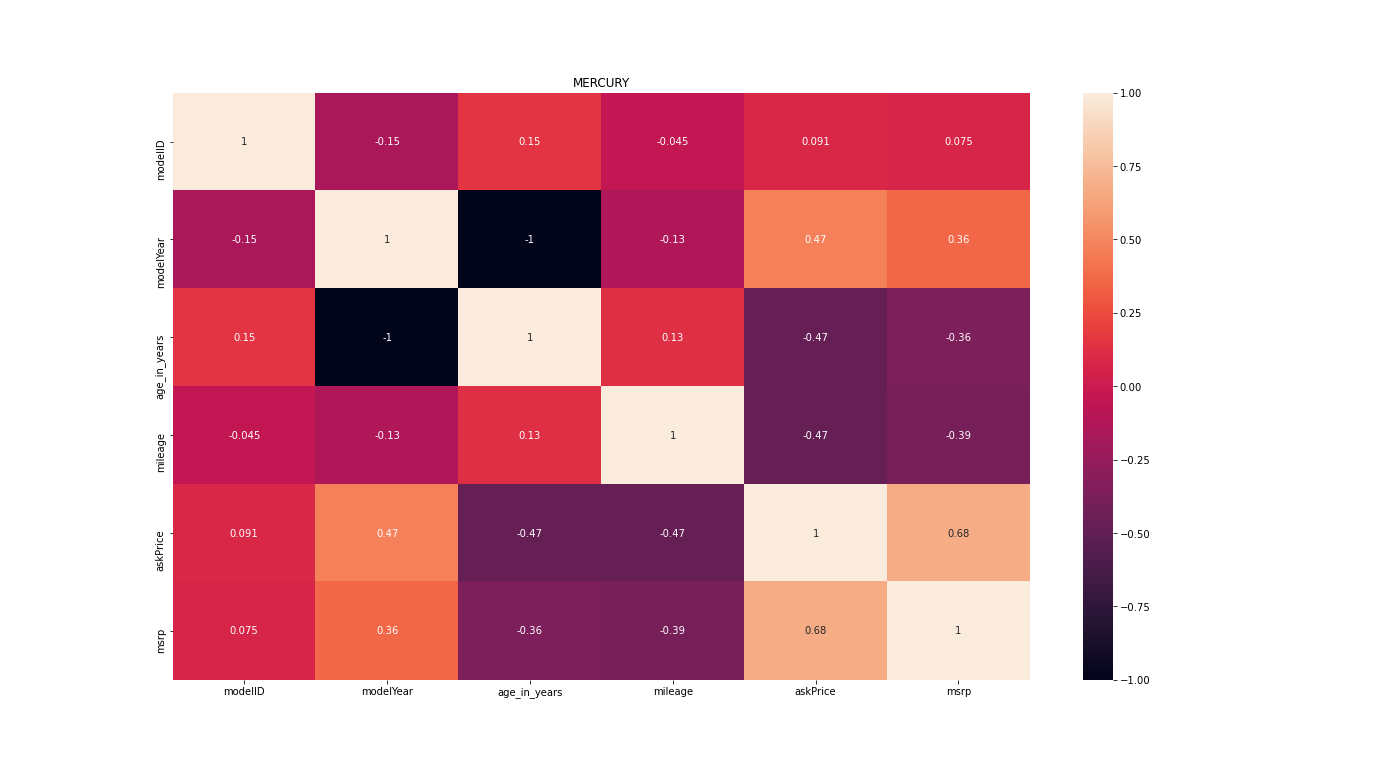 MERCURY
modelID 1 -0.15 0.15 -0.045 0.091 0.075
modelYear -0.15 1 -1 -0.13 0.47 0.36
age_in_years 0.15 -1 1 0.13 -0.47 -0.36
mileage -0.045 -0.13 0.13 1 -0.47 -0.39
askPrice 0.091 0.47 -0.47 -0.47 1 0.68
msrp 0.075 0.36 -0.36 -0.39 0.68 1
modelID modelYear age_in_years mileage askPrice msrp
1.00
0.75
0.50
0.25
0.00
−0.25
−0.50
−0.75
−1.00